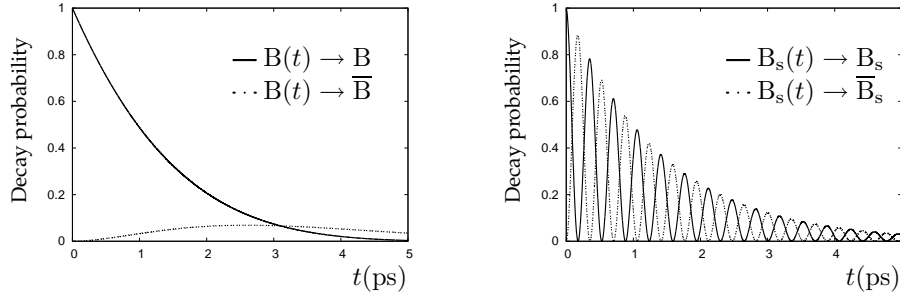 Decay probability
1
0.8
0.6
0.4
0.2
0
0 1 2 3 4 5
t(ps)
B(t) → B
B(t) → B̅
Decay probability
1
0.8
0.6
0.4
0.2
0
0 1 2 3 4
t(ps)
Bₛ(t) → Bₛ
Bₛ(t) → B̅ₛ